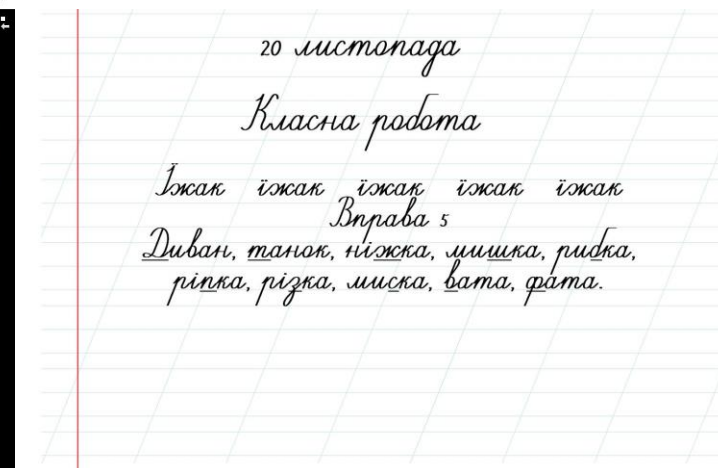 20 листопада
Класна робота
Їжак їжак їжак їжак їжак
Вправа 5
Диван, танок, ніжка, мишка, рибка,
ріпка, різка, миска, вата, фата.